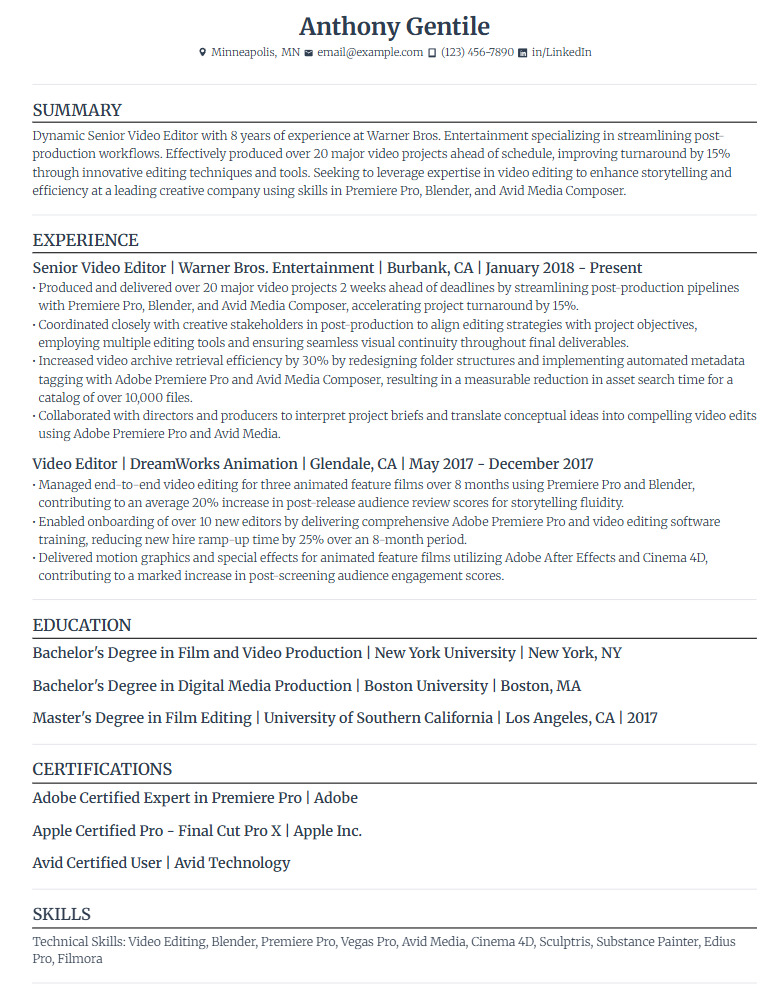 Anthony Gentile
Minneapolis, MN email@example.com (123) 456-7890 in/LinkedIn
SUMMARY
Dynamic Senior Video Editor with 8 years of experience at Warner Bros. Entertainment specializing in streamlining post-
production workflows. Effectively produced over 20 major video projects ahead of schedule, improving turnaround by 15%
through innovative editing techniques and tools. Seeking to leverage expertise in video editing to enhance storytelling and
efficiency at a leading creative company using skills in Premiere Pro, Blender, and Avid Media Composer.
EXPERIENCE
Senior Video Editor | Warner Bros. Entertainment | Burbank, CA | January 2018 - Present
• Produced and delivered over 20 major video projects 2 weeks ahead of deadlines by streamlining post-production pipelines
with Premiere Pro, Blender, and Avid Media Composer, accelerating project turnaround by 15%.
• Coordinated closely with creative stakeholders in post-production to align editing strategies with project objectives,
employing multiple editing tools and ensuring seamless visual continuity throughout final deliverables.
• Increased video archive retrieval efficiency by 30% by redesigning folder structures and implementing automated metadata
tagging with Adobe Premiere Pro and Avid Media Composer, resulting in a measurable reduction in asset search time for a
catalog of over 10,000 files.
• Collaborated with directors and producers to interpret project briefs and translate conceptual ideas into compelling video edits
using Adobe Premiere Pro and Avid Media.
Video Editor | DreamWorks Animation | Glendale, CA | May 2017 - December 2017
• Managed end-to-end video editing for three animated feature films over 8 months using Premiere Pro and Blender,
contributing to an average 20% increase in post-release audience review scores for storytelling fluidity.
• Enabled onboarding of over 10 new editors by delivering comprehensive Adobe Premiere Pro and video editing software
training, reducing new hire ramp-up time by 25% over an 8-month period.
• Delivered motion graphics and special effects for animated feature films utilizing Adobe After Effects and Cinema 4D,
contributing to a marked increase in post-screening audience engagement scores.
EDUCATION
Bachelor's Degree in Film and Video Production | New York University | New York, NY
Bachelor's Degree in Digital Media Production | Boston University | Boston, MA
Master's Degree in Film Editing | University of Southern California | Los Angeles, CA | 2017
CERTIFICATIONS
Adobe Certified Expert in Premiere Pro | Adobe
Apple Certified Pro - Final Cut Pro X | Apple Inc.
Avid Certified User | Avid Technology
SKILLS
Technical Skills: Video Editing, Blender, Premiere Pro, Vegas Pro, Avid Media, Cinema 4D, Sculptris, Substance Painter, Edius
Pro, Filmora